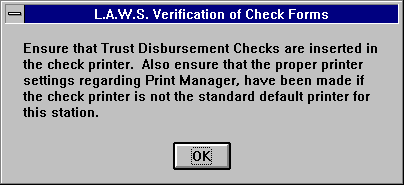 L.A.W.S. Verification of Check Forms
Ensure that Trust Disbursement Checks are inserted in
the check printer.  Also ensure that the proper printer
settings regarding Print Manager, have been made if
the check printer is not the standard default printer for
this station.
OK